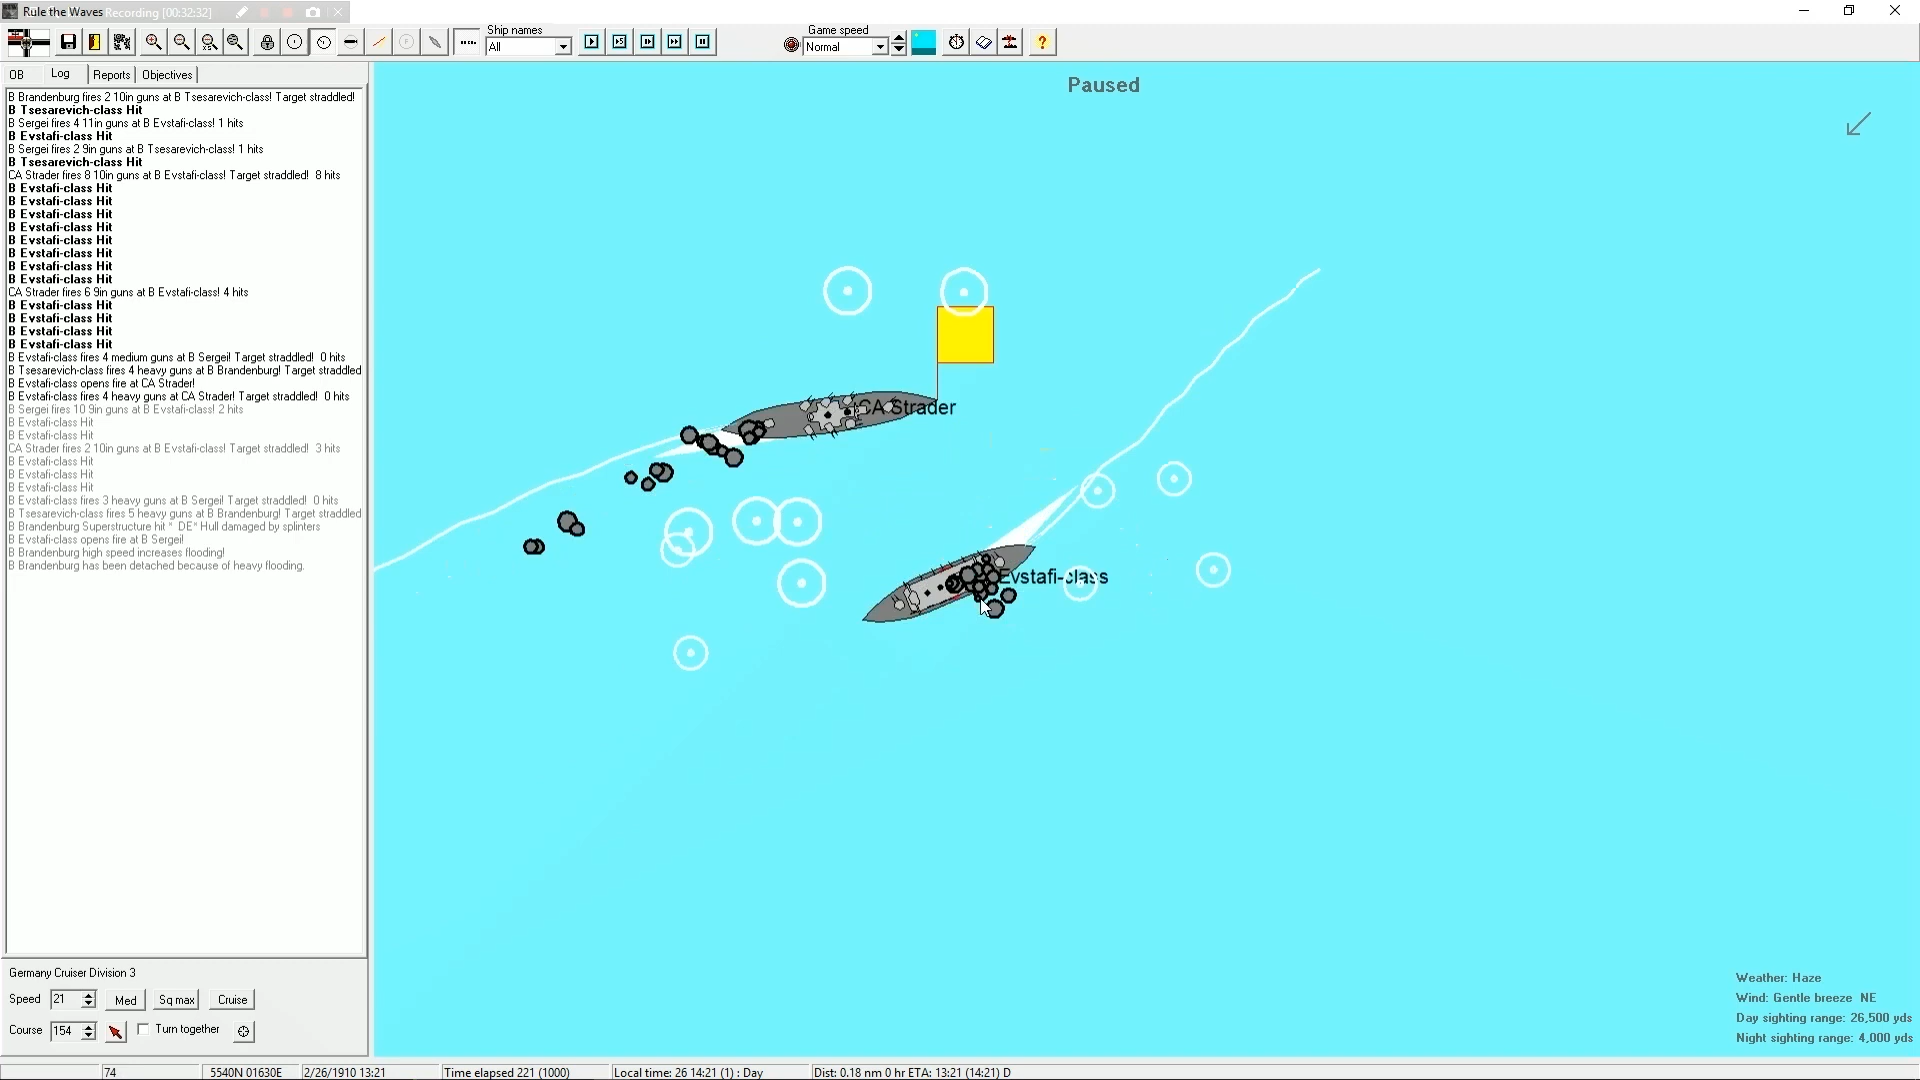 Rule the Waves Recording [00:32:32]
Ship names
All
Game speed
Normal
OB Log Reports Objectives
B Brandenburg fires 2 10in guns at B Tsesarevich-class! Target straddled!
B Tsesarevich-class Hit
B Sergei fires 4 11in guns at B Evstafi-class! 1 hits
B Evstafi-class Hit
B Sergei fires 2 9in guns at B Tsesarevich-class! 1 hits
B Tsesarevich-class Hit
CA Strader fires 8 10in guns at B Evstafi-class! Target straddled! 8 hits
B Evstafi-class Hit
B Evstafi-class Hit
B Evstafi-class Hit
B Evstafi-class Hit
B Evstafi-class Hit
B Evstafi-class Hit
B Evstafi-class Hit
B Evstafi-class Hit
CA Strader fires 6 9in guns at B Evstafi-class! 4 hits
B Evstafi-class Hit
B Evstafi-class Hit
B Evstafi-class Hit
B Evstafi-class Hit
B Evstafi-class fires 4 medium guns at B Sergei! Target straddled! 0 hits
B Tsesarevich-class fires 4 heavy guns at B Brandenburg! Target straddled
B Evstafi-class opens fire at CA Strader!
B Evstafi-class fires 4 heavy guns at CA Strader! Target straddled! 0 hits
B Sergei fires 10 9in guns at B Evstafi-class! 2 hits
B Evstafi-class Hit
B Evstafi-class Hit
CA Strader fires 2 10in guns at B Evstafi-class! Target straddled! 3 hits
B Evstafi-class Hit
B Evstafi-class Hit
B Evstafi-class Hit
B Evstafi-class fires 3 heavy guns at B Sergei! Target straddled! 0 hits
B Tsesarevich-class fires 5 heavy guns at B Brandenburg! Target straddled
B Brandenburg Superstructure hit * DE* Hull damaged by splinters
B Evstafi-class opens fire at B Sergei!
B Brandenburg high speed increases flooding!
B Brandenburg has been detached because of heavy flooding.
Paused
CA Strader
Evstafi-class
Germany Cruiser Division 3
Speed 21 Med Sq max Cruise
Course 154 Turn together
Weather: Haze
Wind: Gentle breeze NE
Day sighting range: 26,500 yds
Night sighting range: 4,000 yds
74 5540N 01630E 2/26/1910 13:21 Time elapsed 221 (1000) Local time: 26 14:21 (1) : Day Dist: 0.18 nm 0 hr ETA: 13:21 (14:21) D